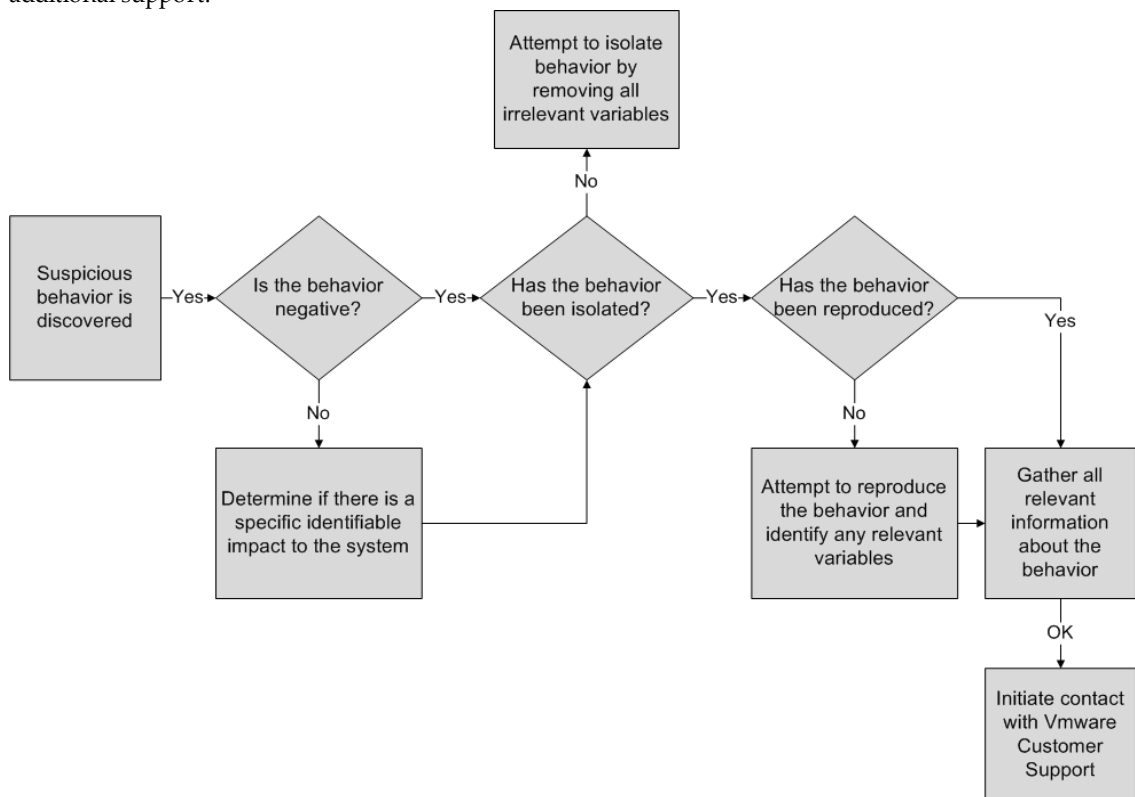 additional support.
Attempt to isolate
behavior by
removing all
irrelevant variables
No
Suspicious
behavior is
discovered
Yes
Is the behavior
negative?
Yes
Has the behavior
been isolated?
Yes
Has the behavior
been reproduced?
Yes
No
No
Determine if there is a
specific identifiable
impact to the system
Attempt to reproduce
the behavior and
identify any relevant
variables
Gather all
relevant
information
about the
behavior
OK
Initiate contact
with Vmware
Customer
Support